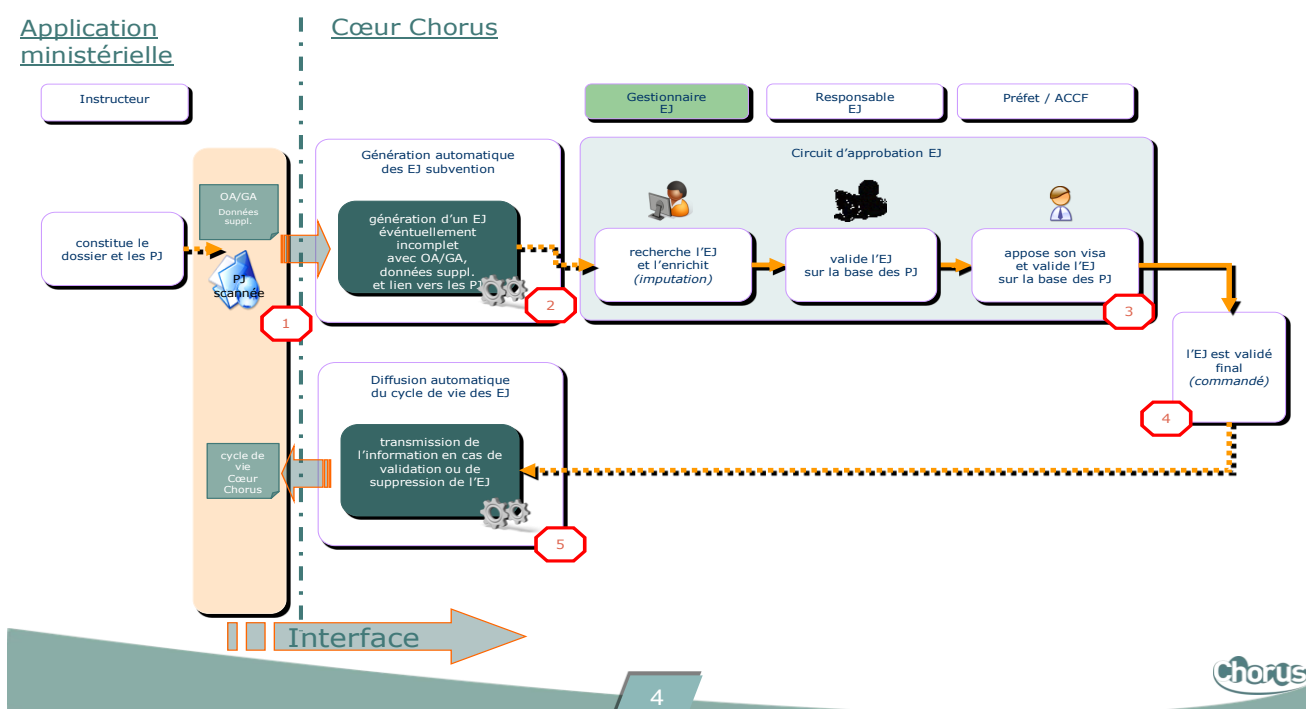 Application
ministérielle
Cœur Chorus
Instructeur
Gestionnaire
EJ
Responsable
EJ
Préfet / ACCF
Génération automatique
des EJ subvention
Circuit d'approbation EJ
OA/GA
Données
suppl.
constitue le
dossier et les PJ
PJ
scannée
1
génération d'un EJ
événtuellement
incomplet
avec OA/GA,
données suppl.
et lien vers les PJ
2
recherche l'EJ
et l'enrichit
(imputation)
valide l'EJ
sur la base des PJ
appose son visa
et valide l'EJ
sur la base des PJ
3
l'EJ est validé
final
(commandé)
4
Diffusion automatique
du cycle de vie des EJ
transmission de
l'information en cas de
validation ou de
suppression de l'EJ
5
cycle de
vie
Cœur
Chorus
Interface
4
Chorus